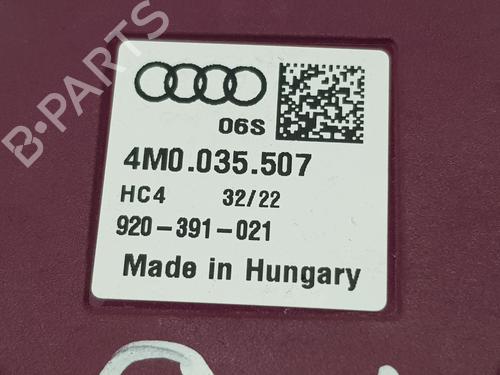 B-PARTS
06S
4M0.035.507
HC4 32/22
920-391-021
Made in Hungary